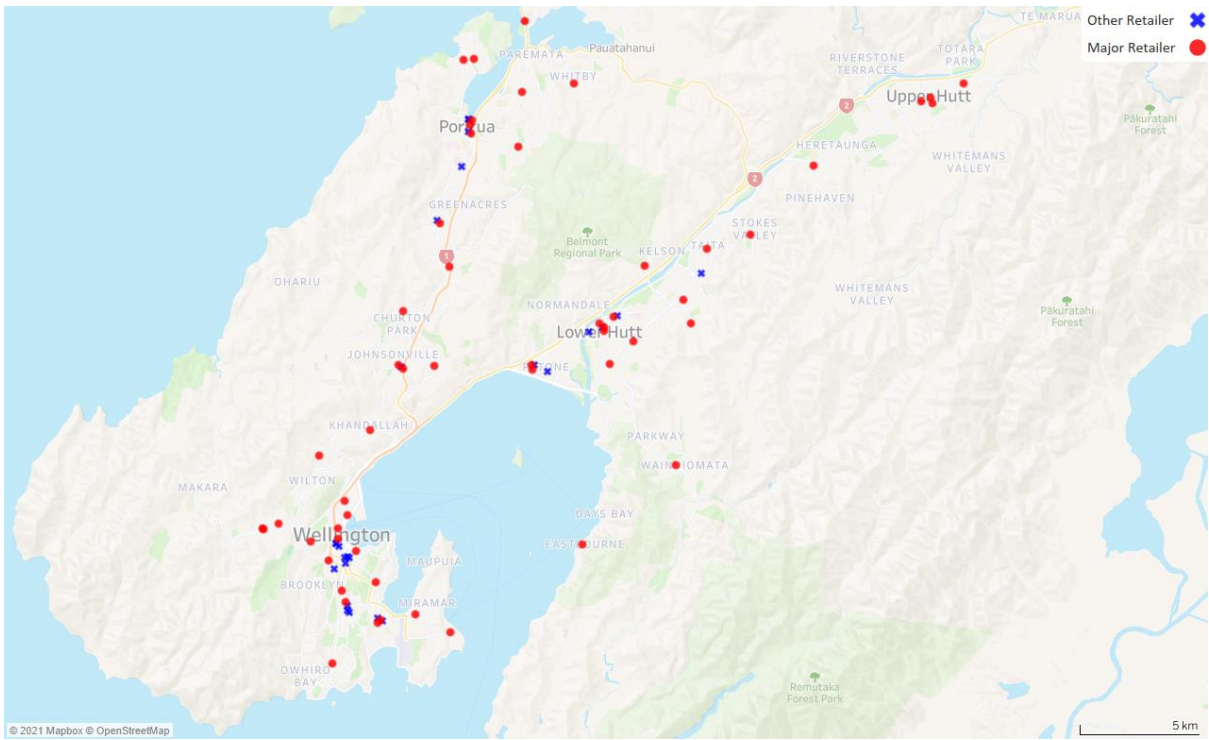 Other Retailer
Major Retailer
TE MARUA
PAREMATA
Pauatahanui
RIVERSTONE
TERRACES
TOTARA
PARK
WHITBY
Upper Hutt
2
Pākuratahi
Forest
Porirua
HERETAUNGA
WHITEMANS
VALLEY
2
PINEHAVEN
GREENACRES
STOKES
VALLEY
Belmont
Regional Park
KELSON
TAITA
1
OHARIU
WHITEMANS
VALLEY
NORMANDALE
Pākuratahi
Forest
CHURTON
PARK
Lower Hutt
JOHNSONVILLE
PETONE
KHANDALLAH
PARKWAY
WAINUIOMATA
WILTON
MAKARA
DAYS BAY
Wellington
EASTBOURNE
MAUPUIA
BROOKLYN
MIRAMAR
OWHIRO
BAY
Remutaka
Forest Park
© 2021 Mapbox © OpenStreetMap
5 km